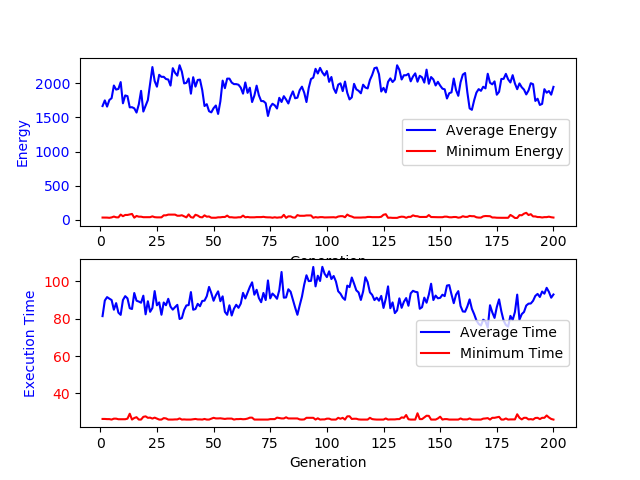 2000
1500
1000
500
0
Energy
Average Energy
Minimum Energy
0 25 50 75 100 125 150 175 200
Generation
100
80
60
40
Execution Time
Average Time
Minimum Time
0 25 50 75 100 125 150 175 200
Generation